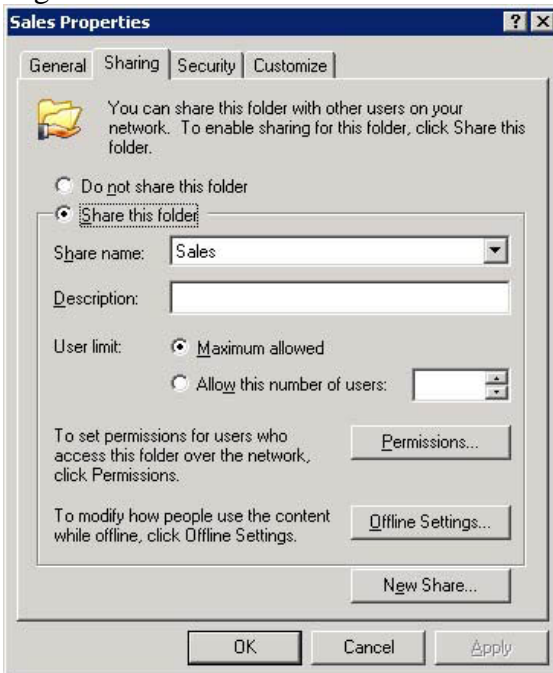 Sales Properties
General Sharing Security Customize
You can share this folder with other users on your
network. To enable sharing for this folder, click Share this
folder.
Do not share this folder
Share this folder
Share name: Sales
Description:
User limit: Maximum allowed
Allow this number of users:
To set permissions for users who
access this folder over the network,
click Permissions.
Permissions...
To modify how people use the content
while offline, click Offline Settings.
Offline Settings...
New Share...
OK Cancel Apply